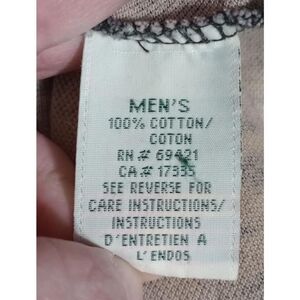 MEN'S
100% COTTON/
COTON
RN # 69421
CA # 17335
SEE REVERSE FOR
CARE INSTRUCTIONS/
INSTRUCTIONS
D'ENTRETIEN A
L'ENDOS